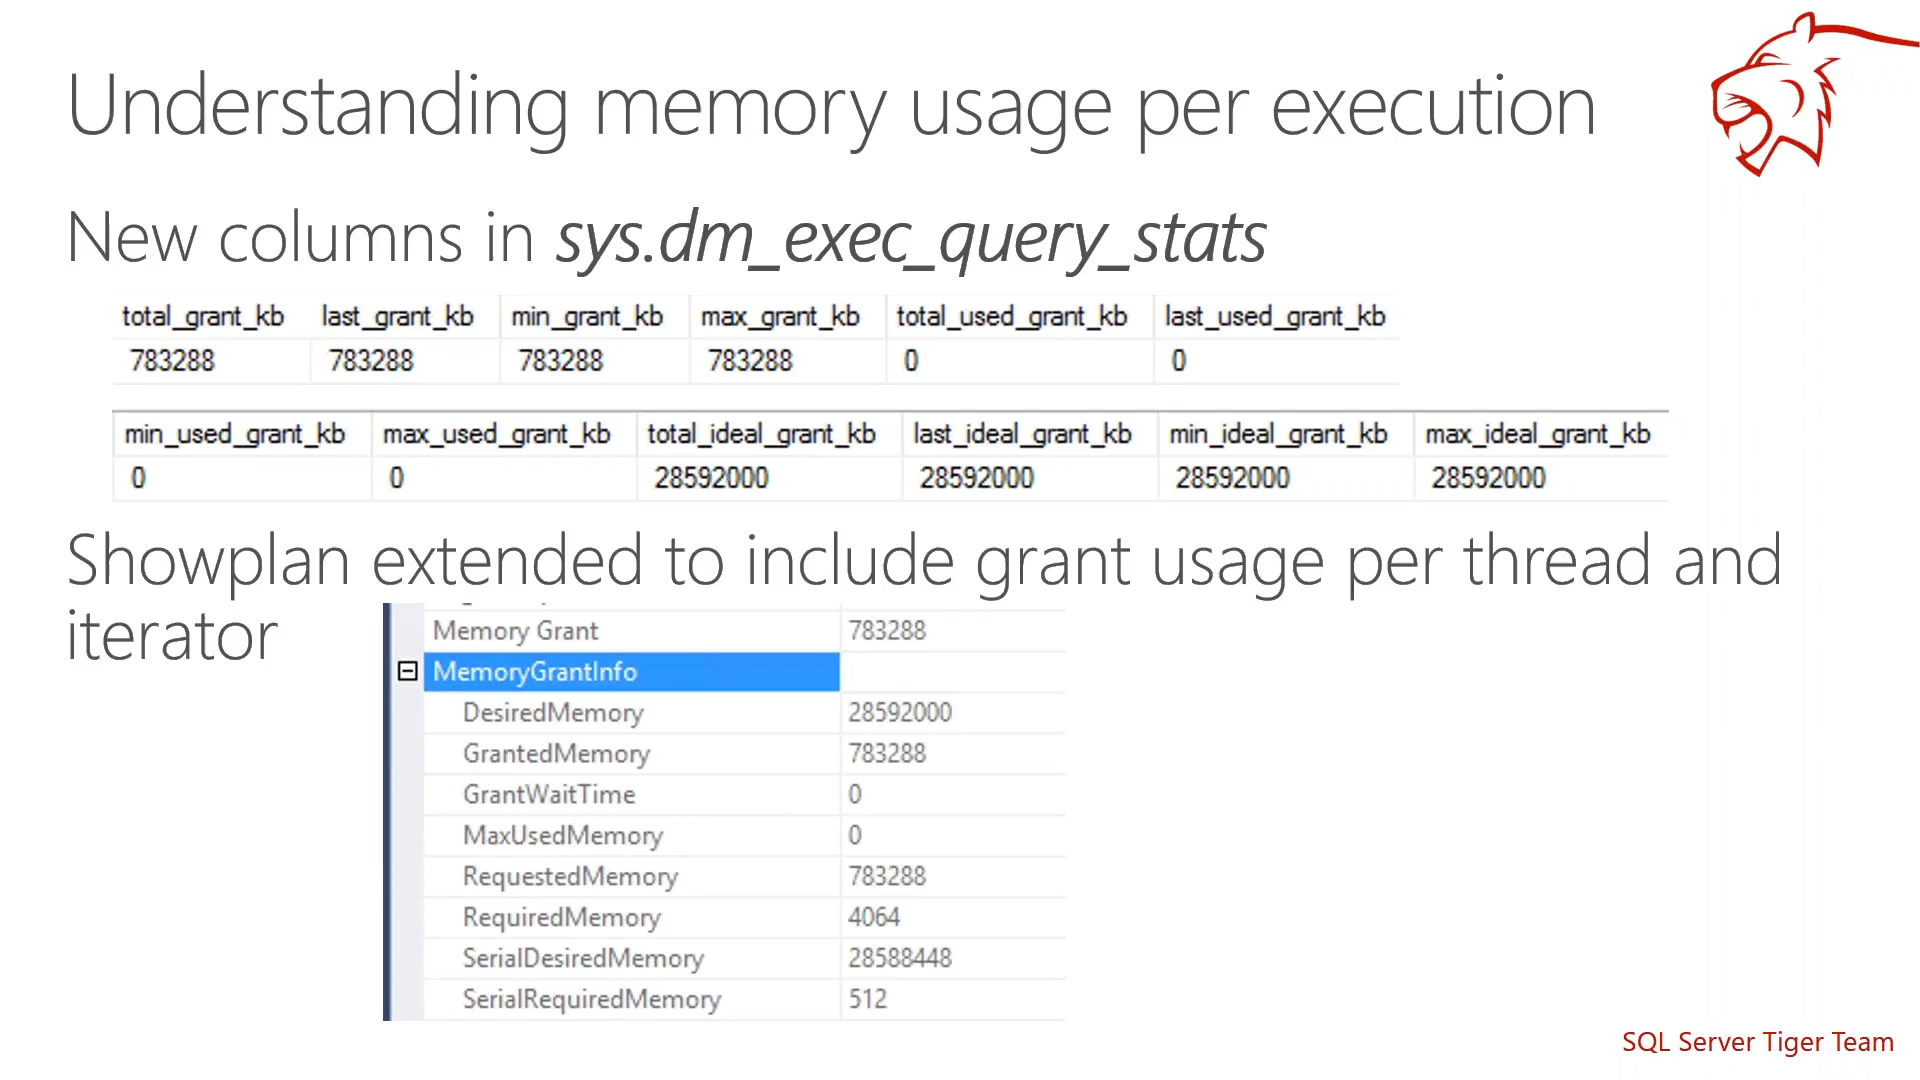 Understanding memory usage per execution
New columns in sys.dm_exec_query_stats
total_grant_kb last_grant_kb min_grant_kb max_grant_kb total_used_grant_kb last_used_grant_kb
783288 783288 783288 783288 0 0
min_used_grant_kb max_used_grant_kb total_ideal_grant_kb last_ideal_grant_kb min_ideal_grant_kb max_ideal_grant_kb
0 0 28592000 28592000 28592000 28592000
Showplan extended to include grant usage per thread and
iterator
Memory Grant 783288
MemoryGrantInfo
DesiredMemory 28592000
GrantedMemory 783288
GrantWaitTime 0
MaxUsedMemory 0
RequestedMemory 783288
RequiredMemory 4064
SerialDesiredMemory 28588448
SerialRequiredMemory 512
SQL Server Tiger Team